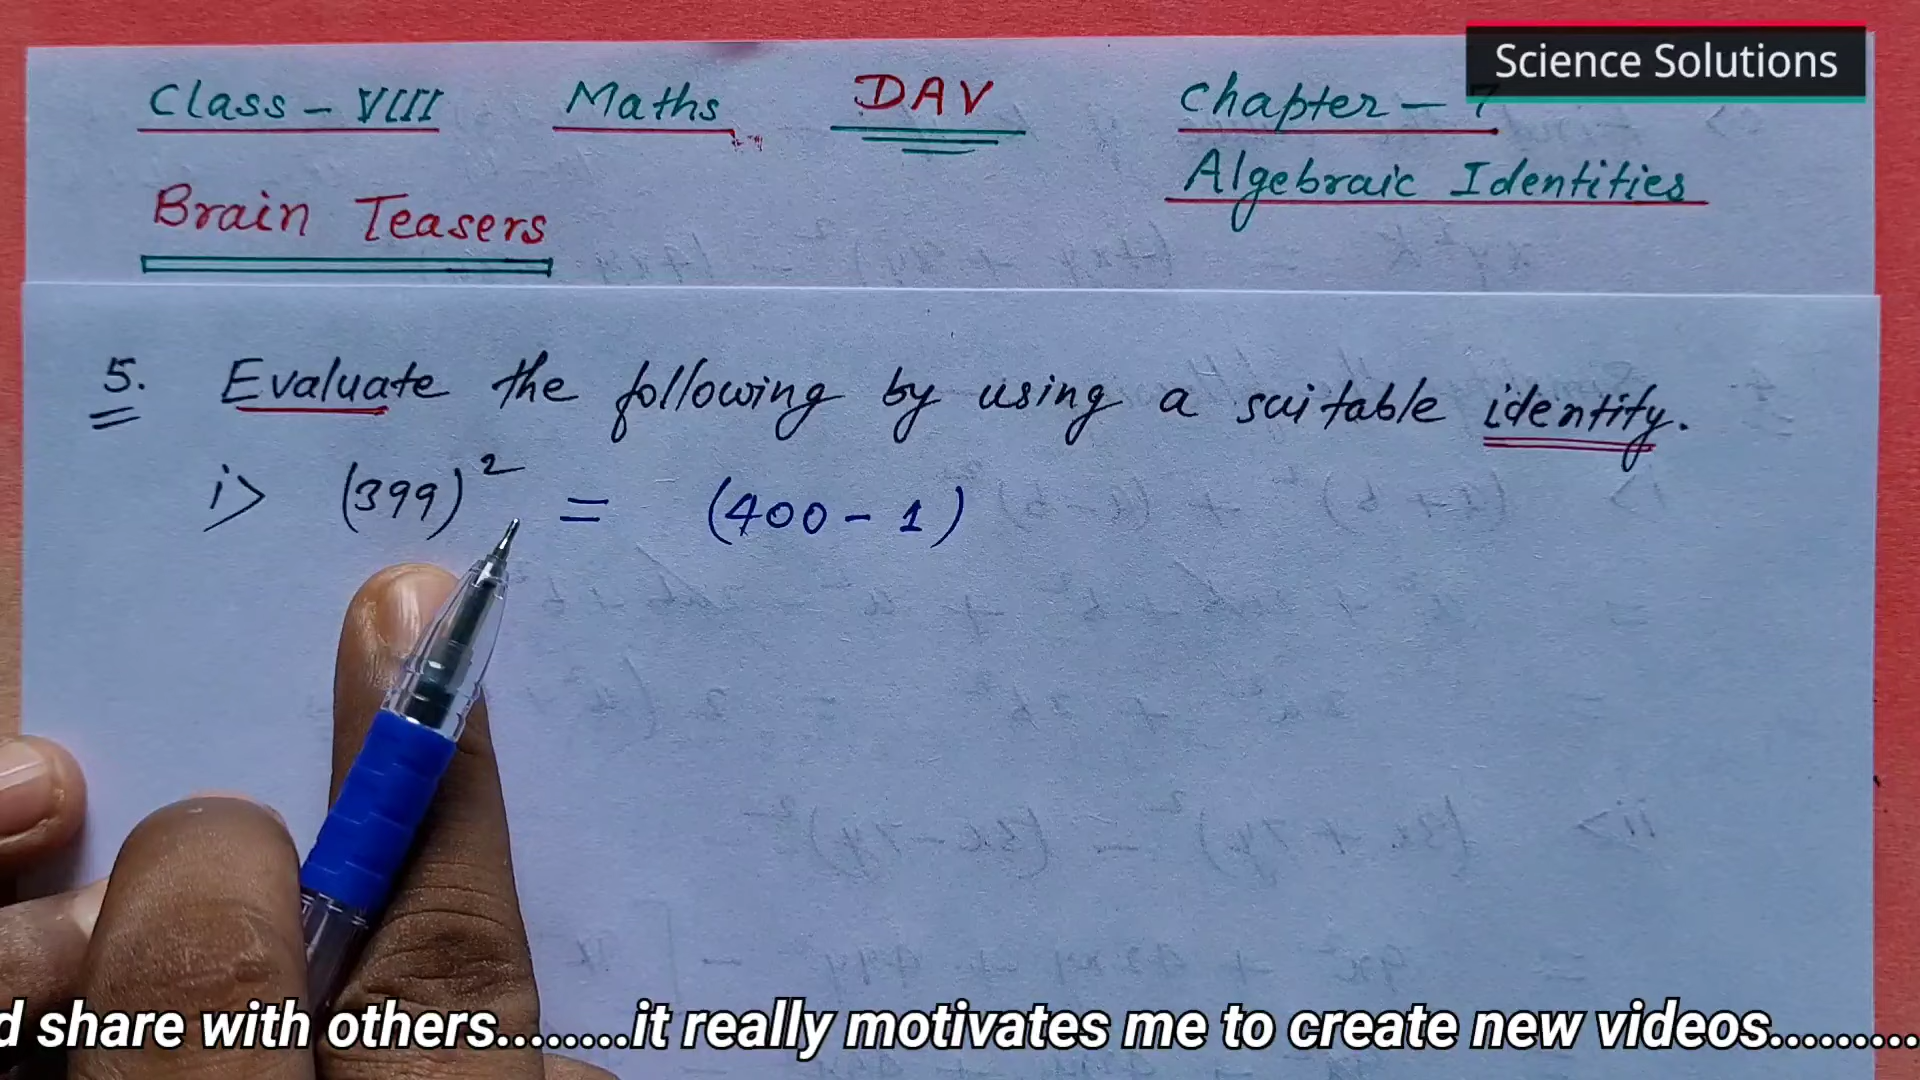 Science Solutions
Class - VIII Maths DAV Chapter - 7
Algebraic Identities
Brain Teasers
5. Evaluate the following by using a suitable identity.
i> (399)² = (400 - 1)
d share with others........it really motivates me to create new videos.........